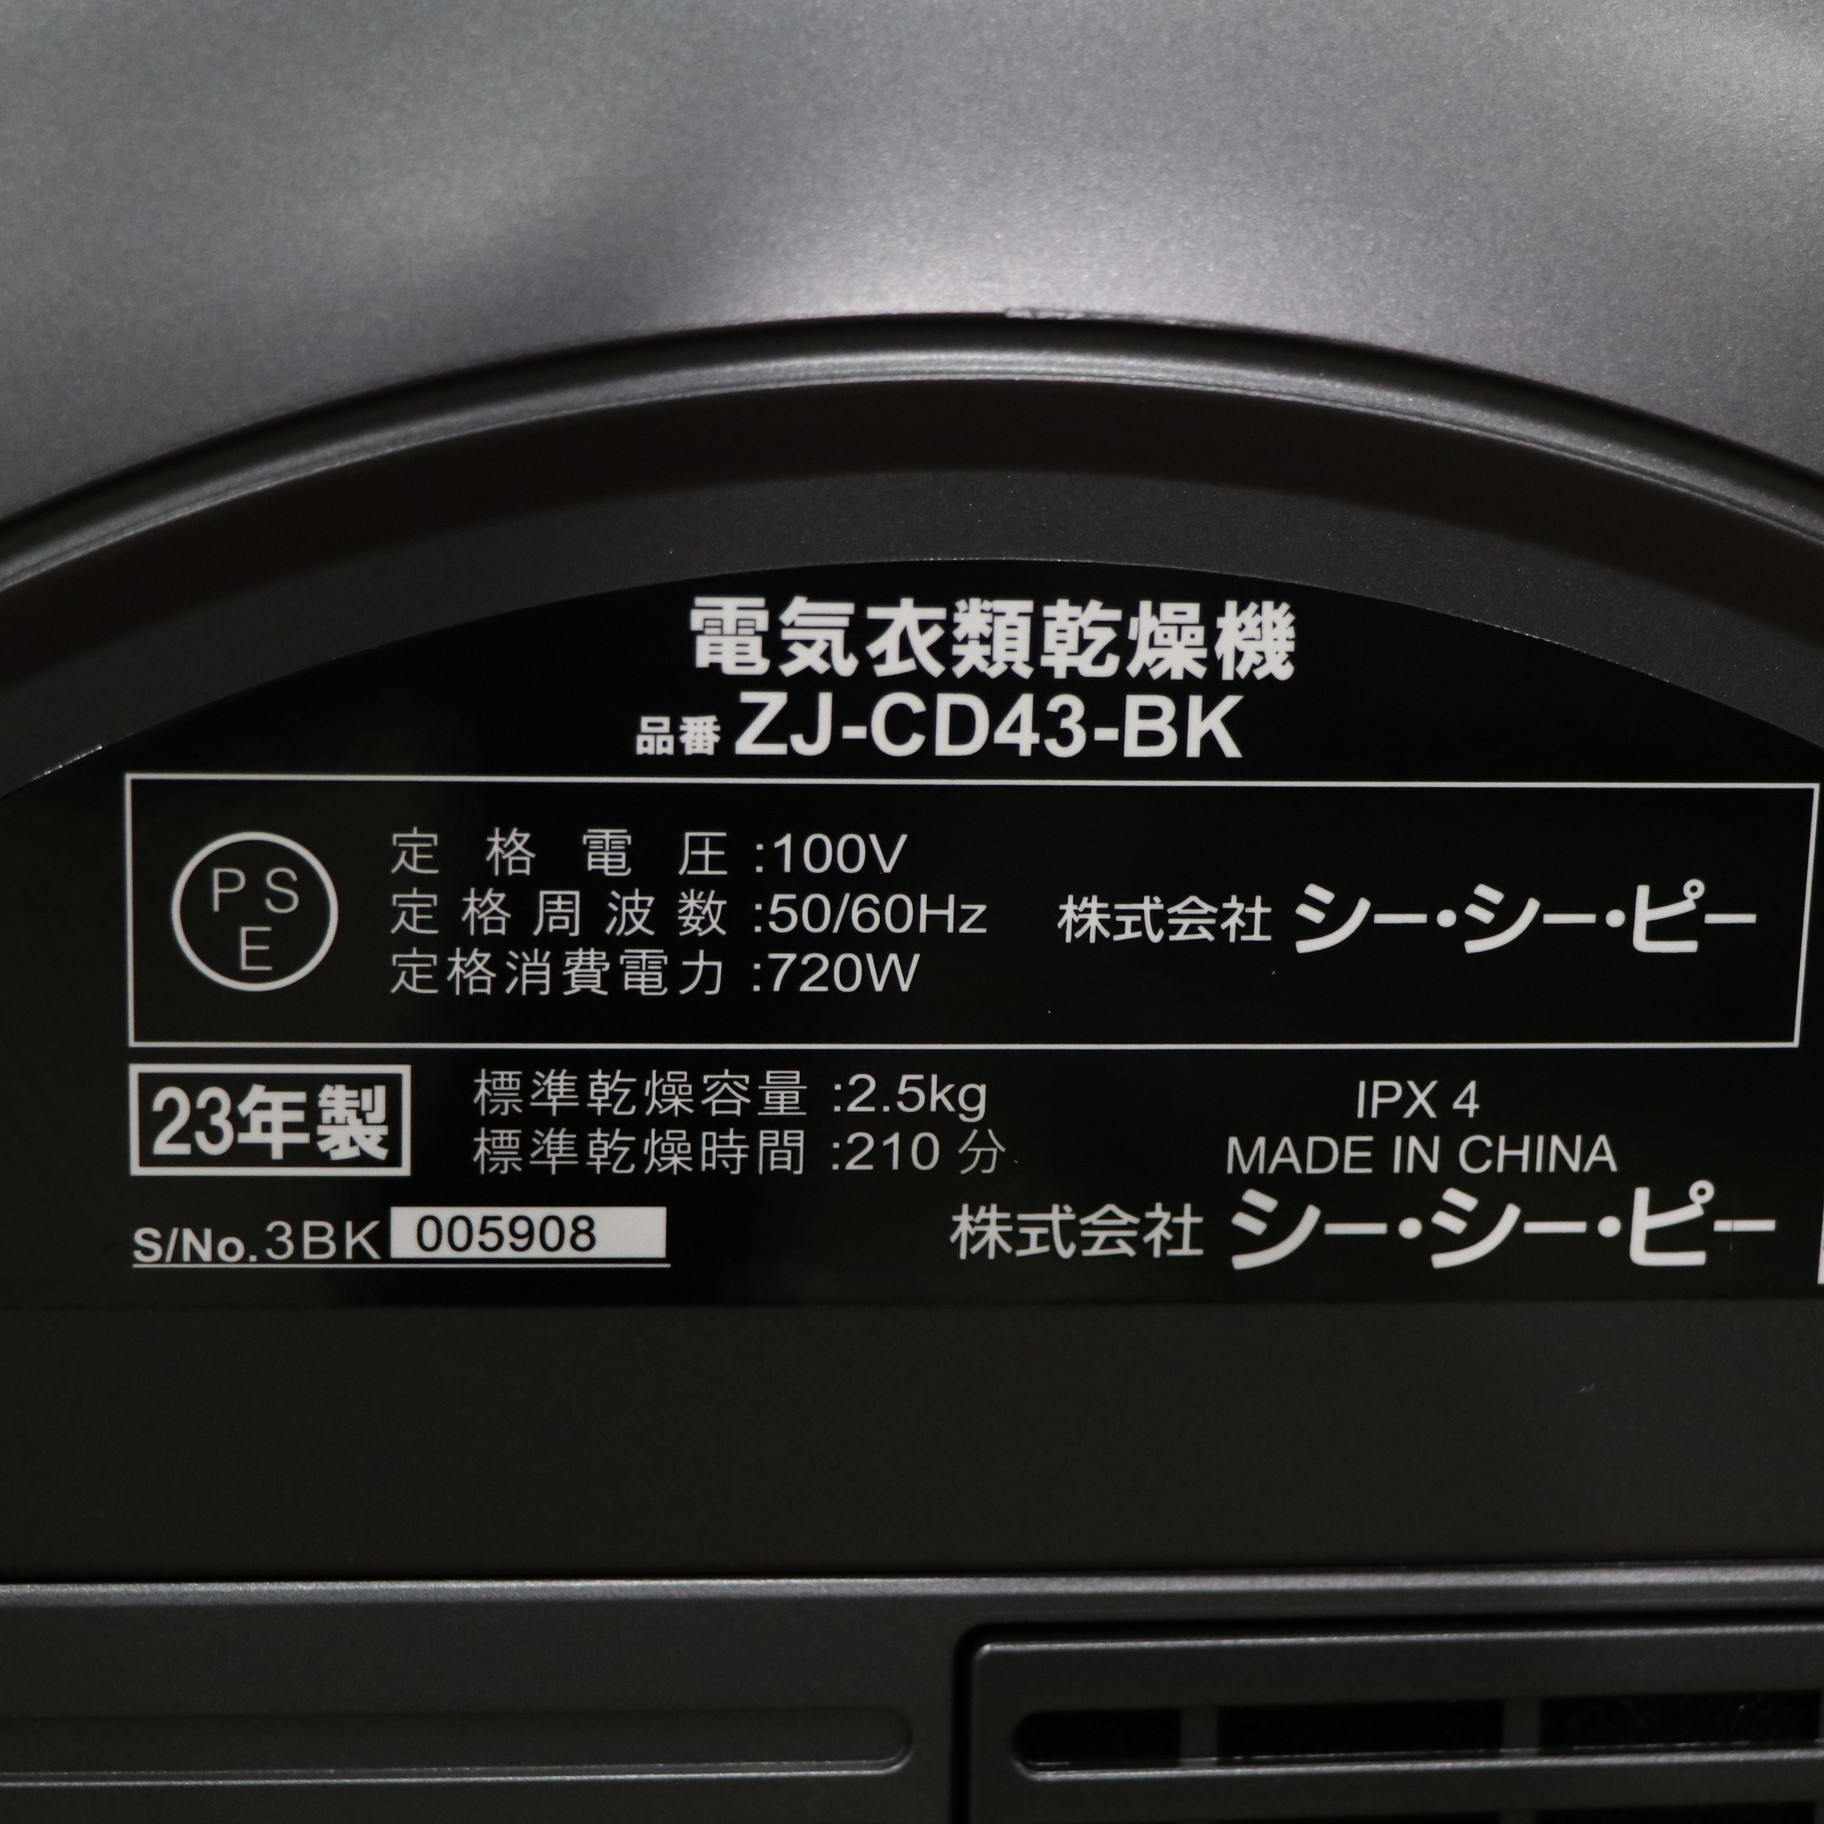 電気衣類乾燥機
品番 ZJ-CD43-BK
PS
E
定格電圧:100V
定格周波数:50/60Hz
定格消費電力:720W
株式会社 シー・シー・ピー
23年製
標準乾燥容量:2.5kg
標準乾燥時間:210分
IPX 4
MADE IN CHINA
S/No.3BK 005908
株式会社 シー・シー・ピー